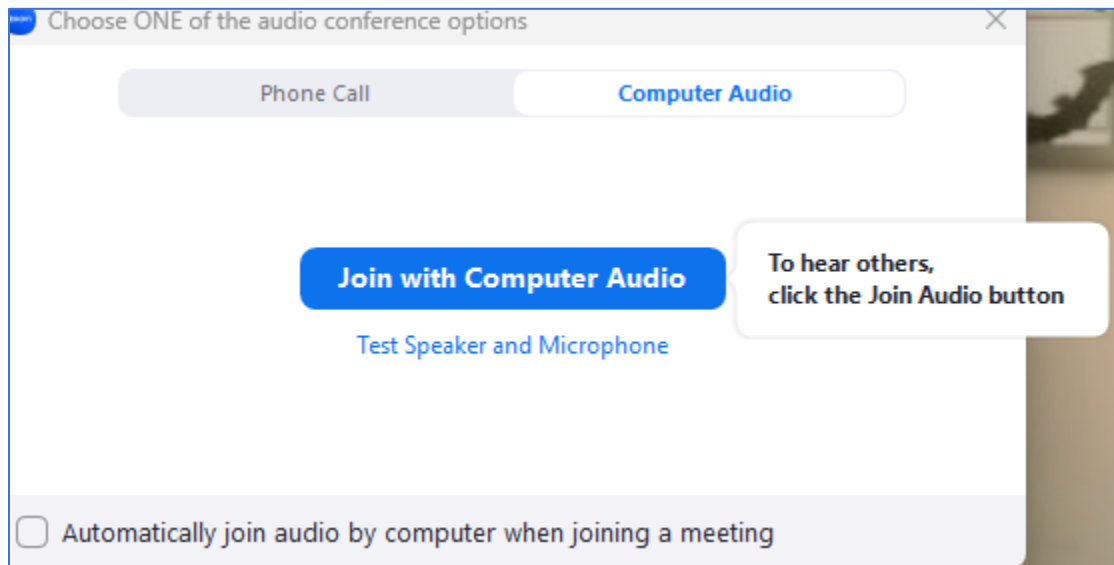 Choose ONE of the audio conference options
Phone Call
Computer Audio
Join with Computer Audio
To hear others,
click the Join Audio button
Test Speaker and Microphone
Automatically join audio by computer when joining a meeting